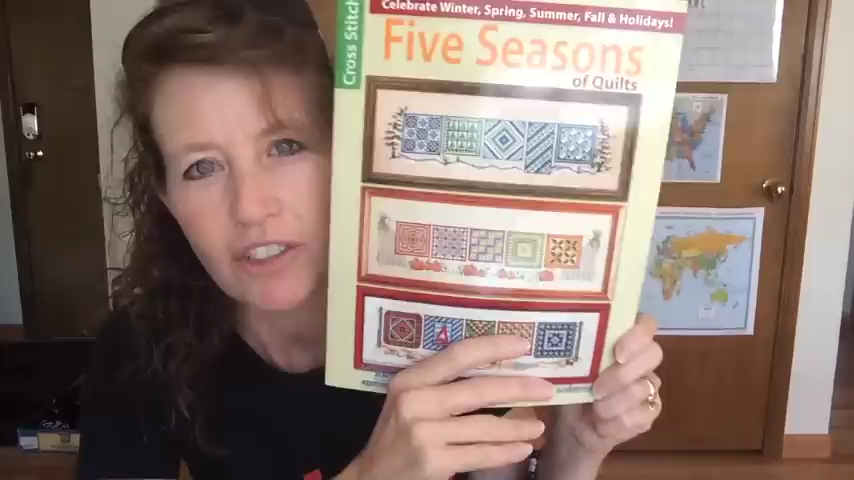 Celebrate Winter, Spring, Summer, Fall & Holidays!
Cross Stitch
Five Seasons
of Quilts